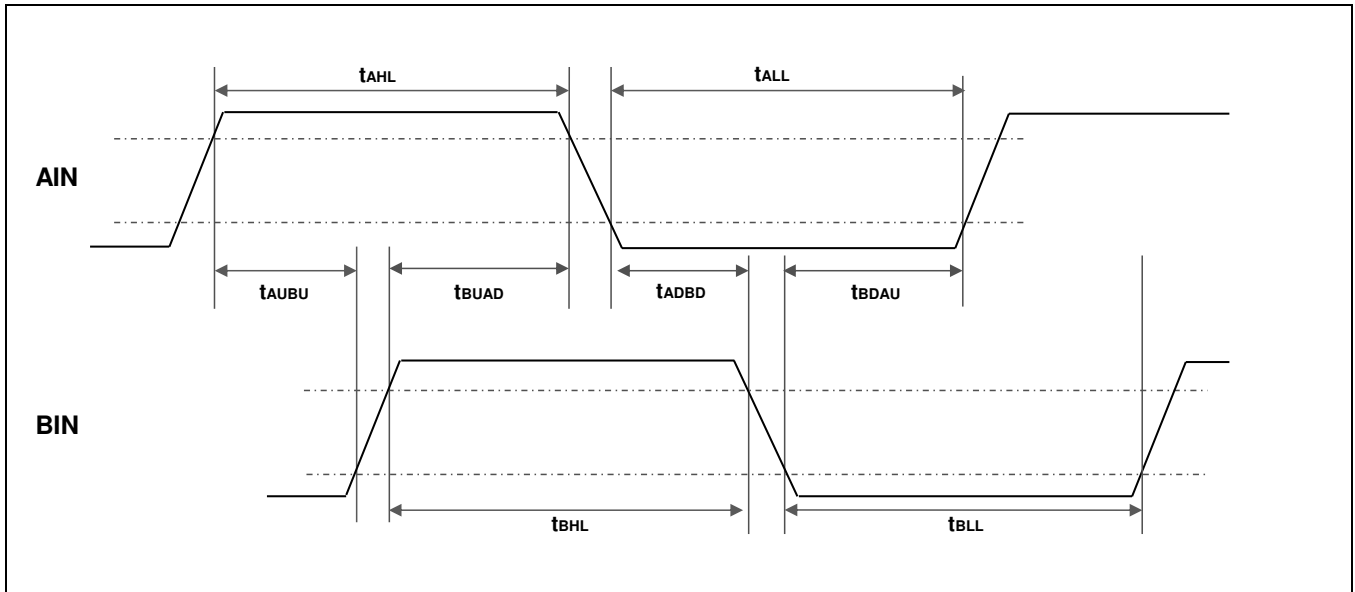 tAHL tALL
AIN
tAUBU tBUAD tADBD tBDAU
BIN
tBHL tBLL